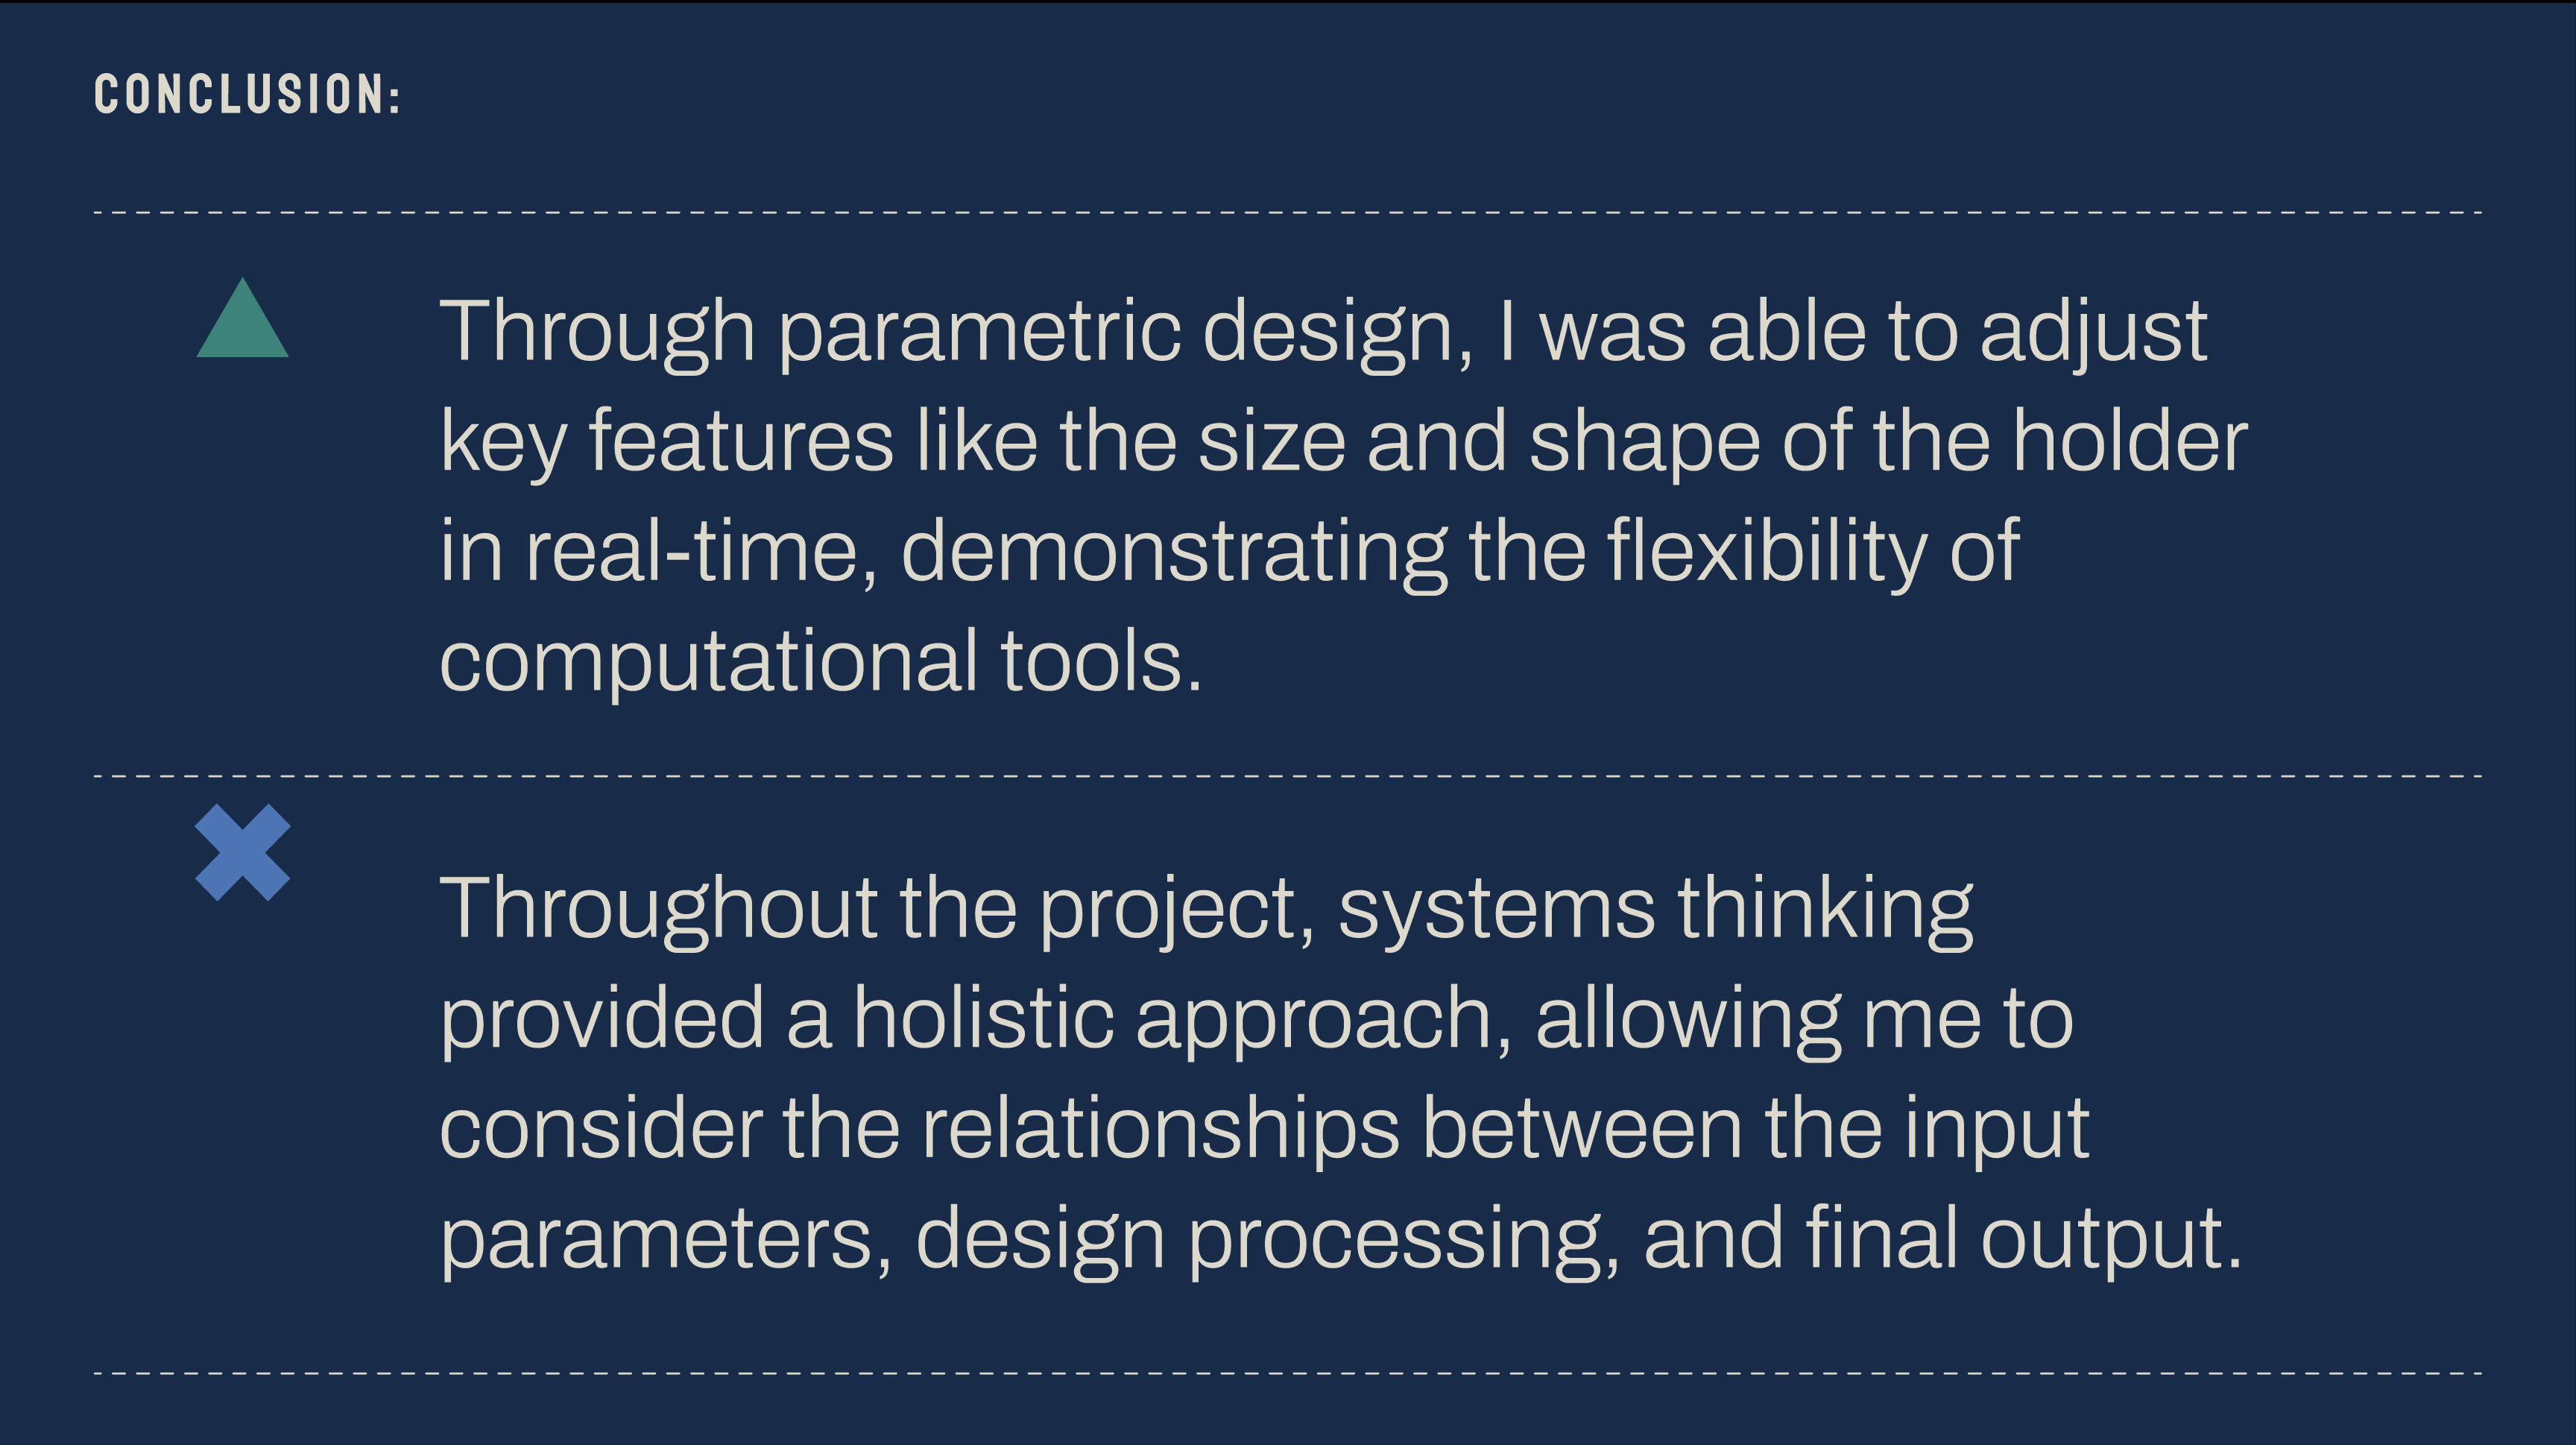 CONCLUSION:
Through parametric design, I was able to adjust
key features like the size and shape of the holder
in real-time, demonstrating the flexibility of
computational tools.
Throughout the project, systems thinking
provided a holistic approach, allowing me to
consider the relationships between the input
parameters, design processing, and final output.